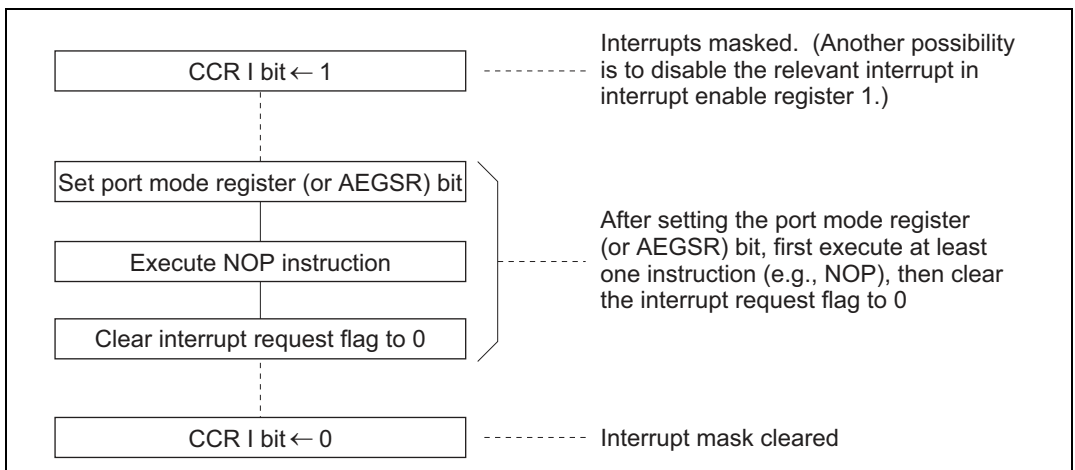 CCR I bit ← 1
Interrupts masked. (Another possibility
is to disable the relevant interrupt in
interrupt enable register 1.)
Set port mode register (or AEGSR) bit
Execute NOP instruction
Clear interrupt request flag to 0
After setting the port mode register
(or AEGSR) bit, first execute at least
one instruction (e.g., NOP), then clear
the interrupt request flag to 0
CCR I bit ← 0
Interrupt mask cleared